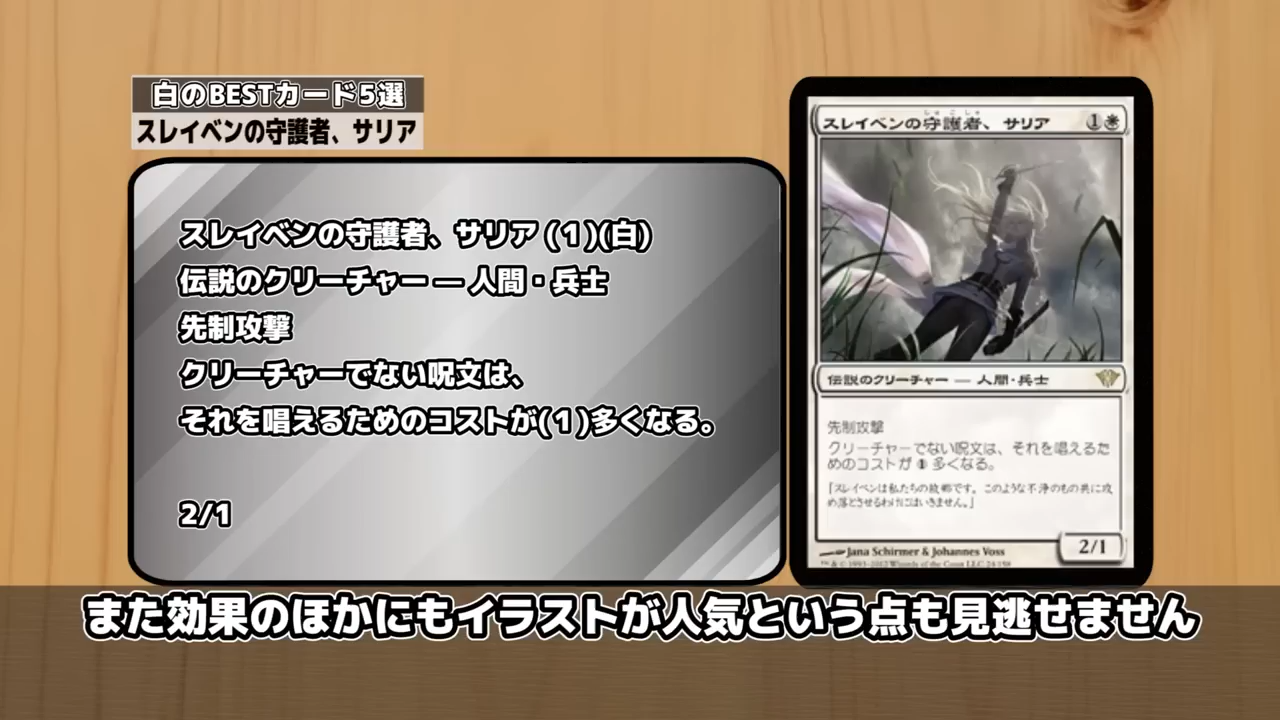 白のBESTカード5選
スレイベンの守護者、サリア
スレイベンの守護者、サリア (1)(白)
伝説のクリーチャー ― 人間・兵士
先制攻撃
クリーチャーでない呪文は、
それを唱えるためのコストが(1)多くなる。
2/1
スレイベンの守護者、サリア 1
伝説のクリーチャー ― 人間・兵士
先制攻撃
クリーチャーでない呪文は、それを唱えるた
めのコストが 1 多くなる。
「スレイベンは私たちの故郷です。このような不浄のもの共に攻
め落とさせるわけにはいきません。」
Jana Schirmer & Johannes Voss
2/1
™ & © 1993-2012 Wizards of the Coast LLC 24/158
また効果のほかにもイラストが人気という点も見逃せません